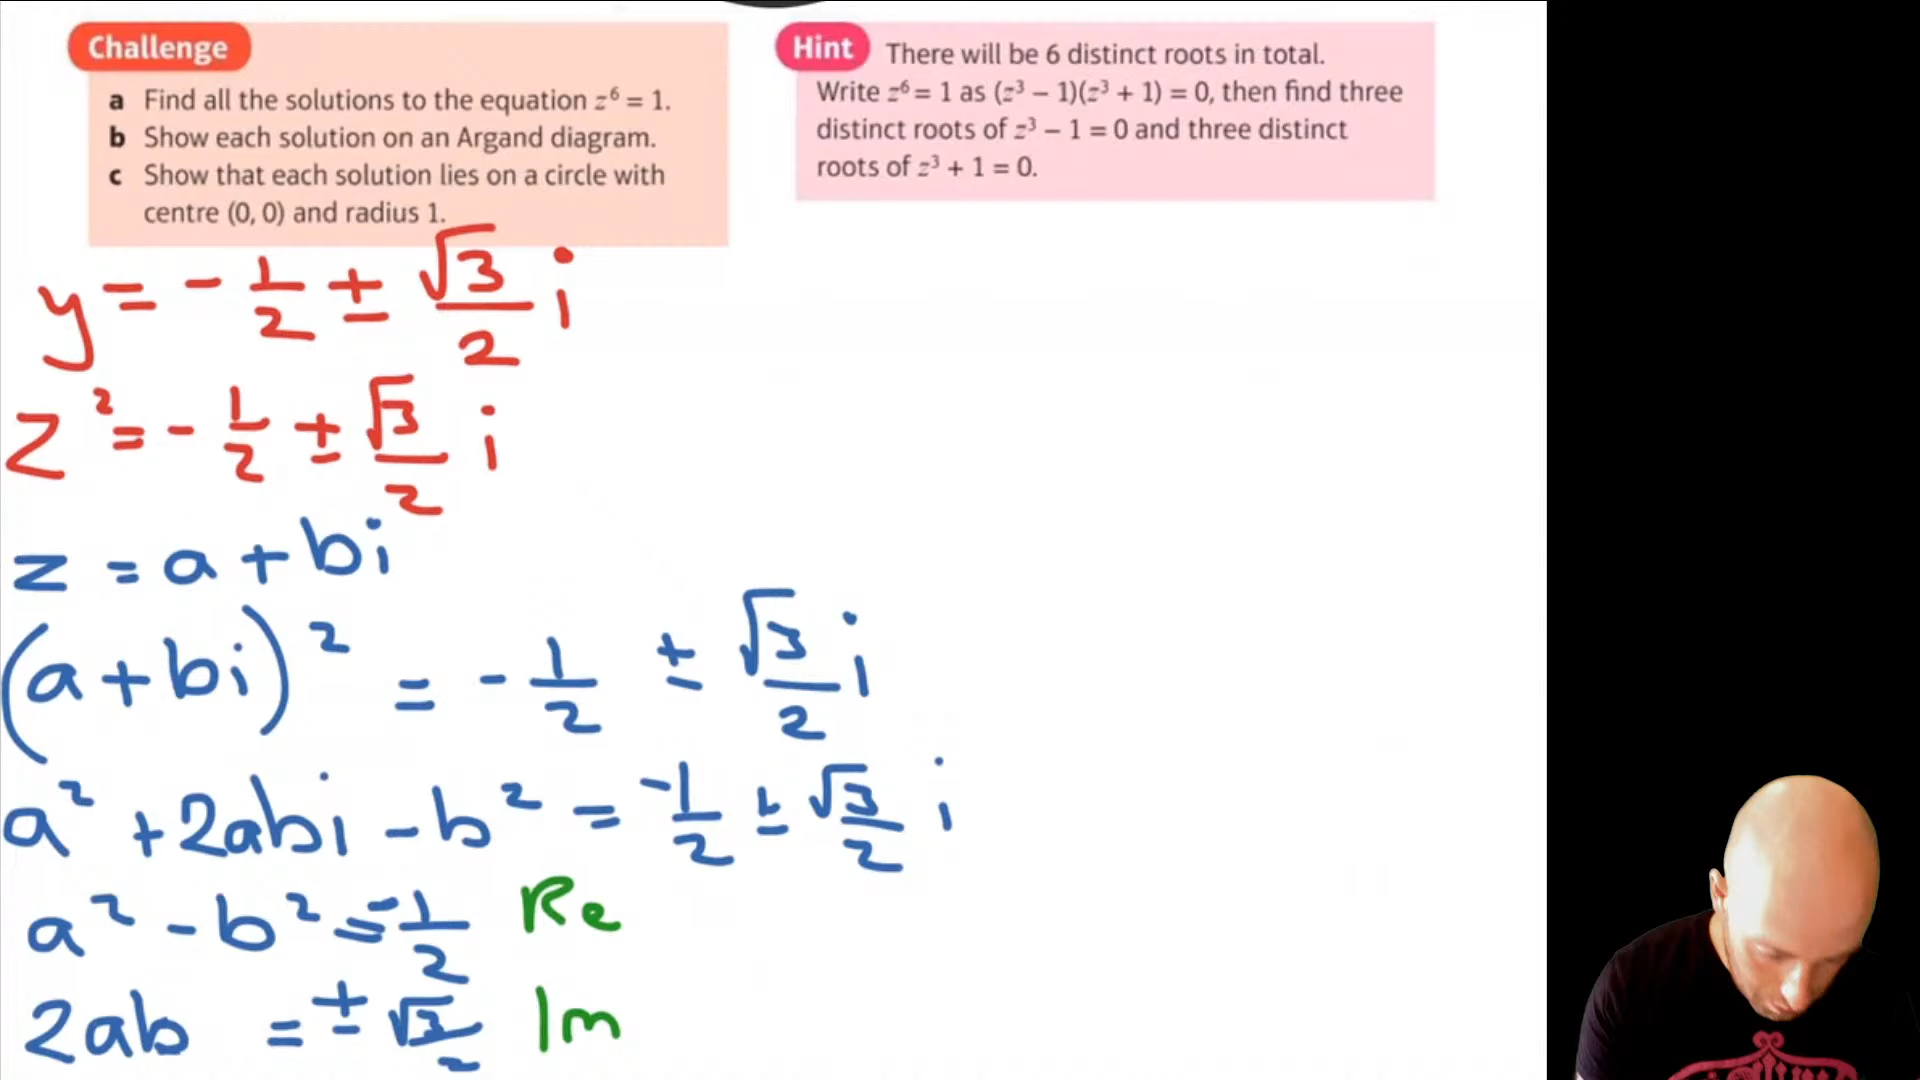 Challenge
a Find all the solutions to the equation z⁶ = 1.
b Show each solution on an Argand diagram.
c Show that each solution lies on a circle with
centre (0, 0) and radius 1.
Hint There will be 6 distinct roots in total.
Write z⁶ = 1 as (z³ − 1)(z³ + 1) = 0, then find three
distinct roots of z³ − 1 = 0 and three distinct
roots of z³ + 1 = 0.
y = - 1/2 ± √3/2 i
z² = - 1/2 ± √3/2 i
z = a + bi
(a + bi)² = - 1/2 ± √3/2 i
a² + 2abi - b² = -1/2 ± √3/2 i
a² - b² = -1/2 Re
2ab = ± √3/2 Im